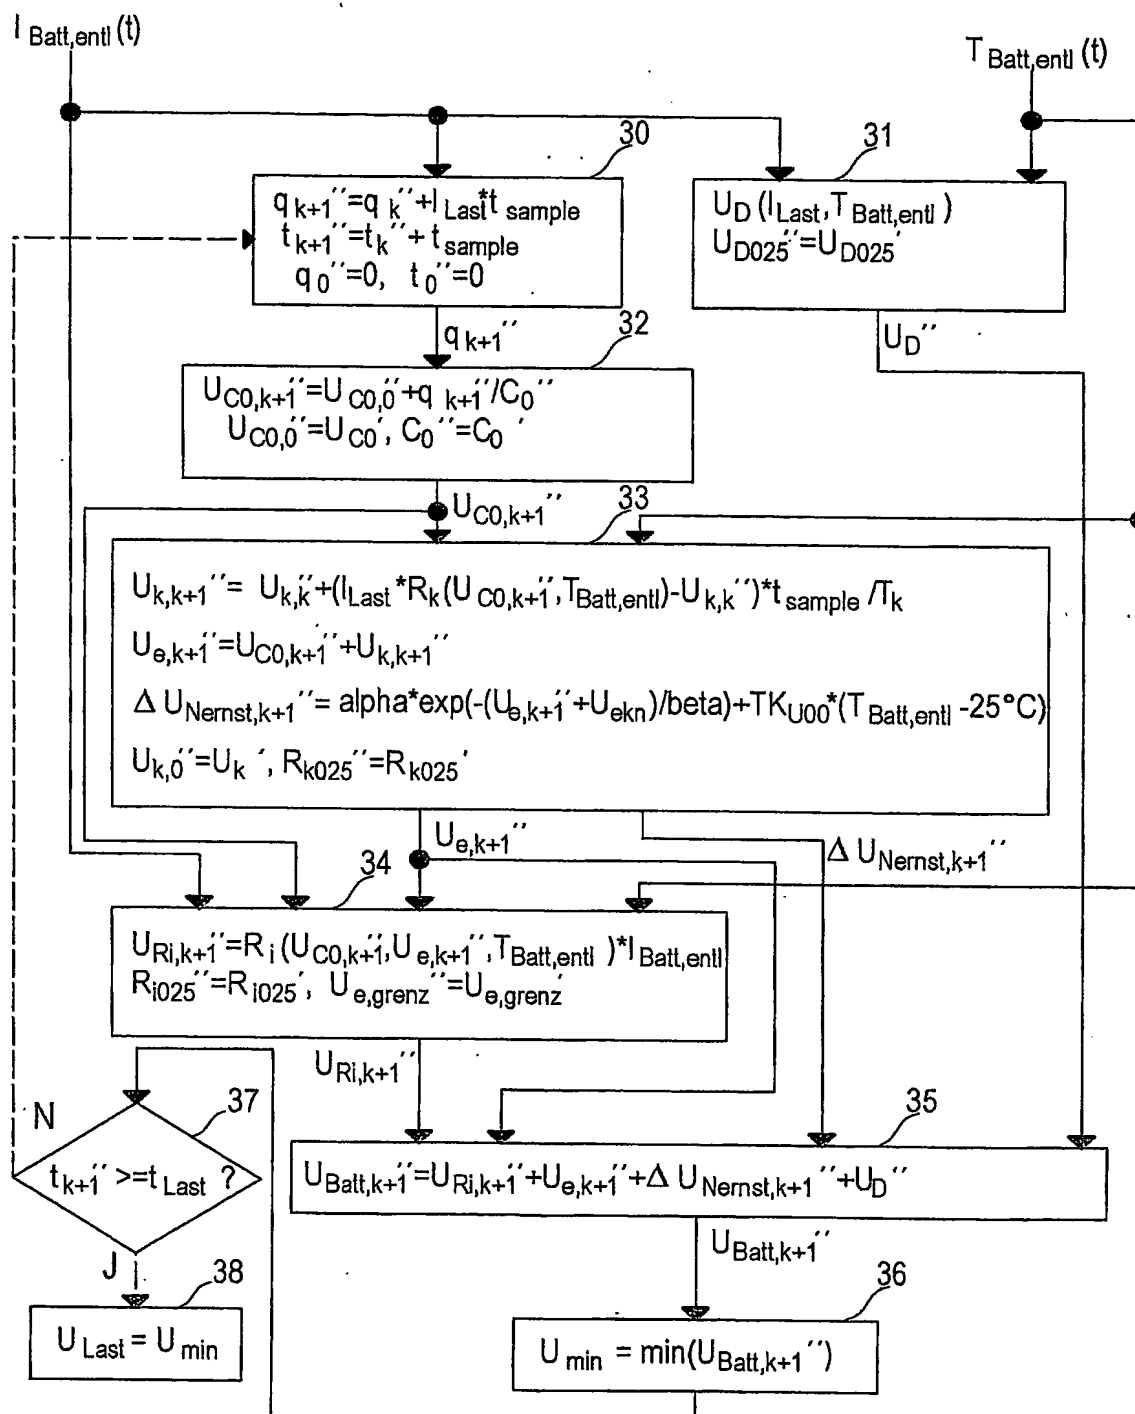 I Batt,entl (t)
T Batt,entl (t)
30
31
q k+1''=q k''+I Last*t sample
t k+1''=t k''+ t sample
q 0''=0, t 0''=0
U D (I Last, T Batt,entl )
U D025''=U D025'
q k+1''
32
U D''
U C0,k+1''=U C0,0''+q k+1''/C 0''
U C0,0''=U C0', C 0''=C 0 '
U C0,k+1''
33
U k,k+1''= U k,k''+(I Last *R k (U C0,k+1'', T Batt,entl)-U k,k'')*t sample /T k
U e,k+1''=U C0,k+1''+U k,k+1''
Δ U Nernst,k+1''= alpha*exp(-(U e,k+1''+U ekn)/beta)+TK U00*(T Batt,entl -25°C)
U k,0''=U k ', R k025''=R k025'
U e,k+1''
Δ U Nernst,k+1''
34
U Ri,k+1''=R i (U C0,k+1'', U e,k+1'', T Batt,entl )*I Batt,entl
R i025''=R i025', U e,grenz''=U e,grenz'
U Ri,k+1''
N
37
35
t k+1'' >=t Last ?
U Batt,k+1''=U Ri,k+1''+U e,k+1''+Δ U Nernst,k+1''+U D''
U Batt,k+1''
J
38
36
U Last = U min
U min = min(U Batt,k+1'')